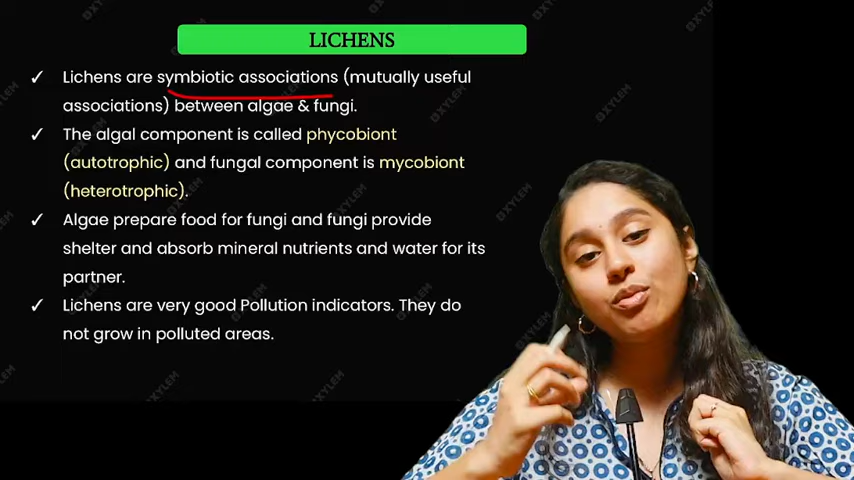 LICHENS
✓ Lichens are symbiotic associations (mutually useful
associations) between algae & fungi.
✓ The algal component is called phycobiont
(autotrophic) and fungal component is mycobiont
(heterotrophic).
✓ Algae prepare food for fungi and fungi provide
shelter and absorb mineral nutrients and water for its
partner.
✓ Lichens are very good Pollution indicators. They do
not grow in polluted areas.
XYLEM